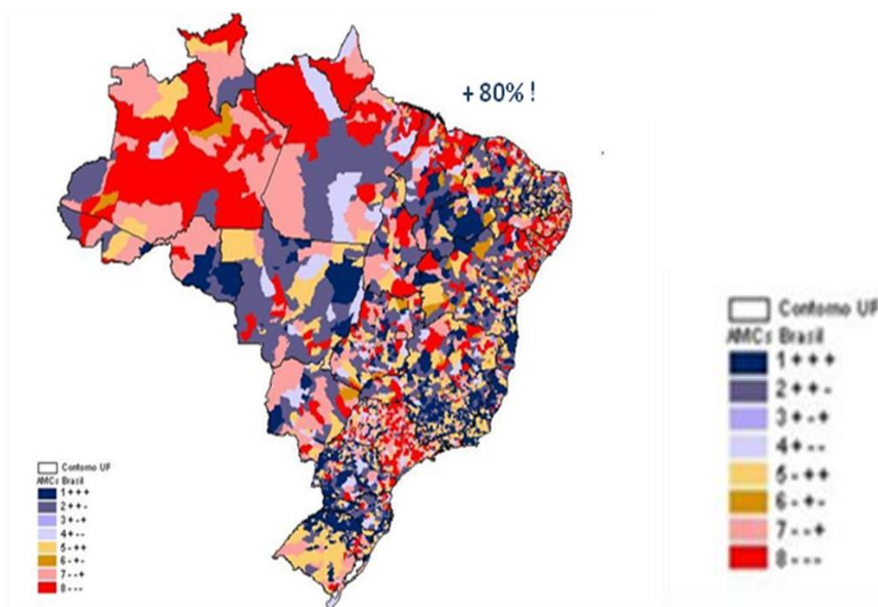 + 80% !
Contorno UF
AMCs Brasil
1 + + +
2 + + -
3 + - +
4 + - -
5 - + +
6 - + -
7 - - +
8 - - -
Contorno UF
AMCs Brasil
1 + + +
2 + + -
3 + - +
4 + - -
5 - + +
6 - + -
7 - - +
8 - - -